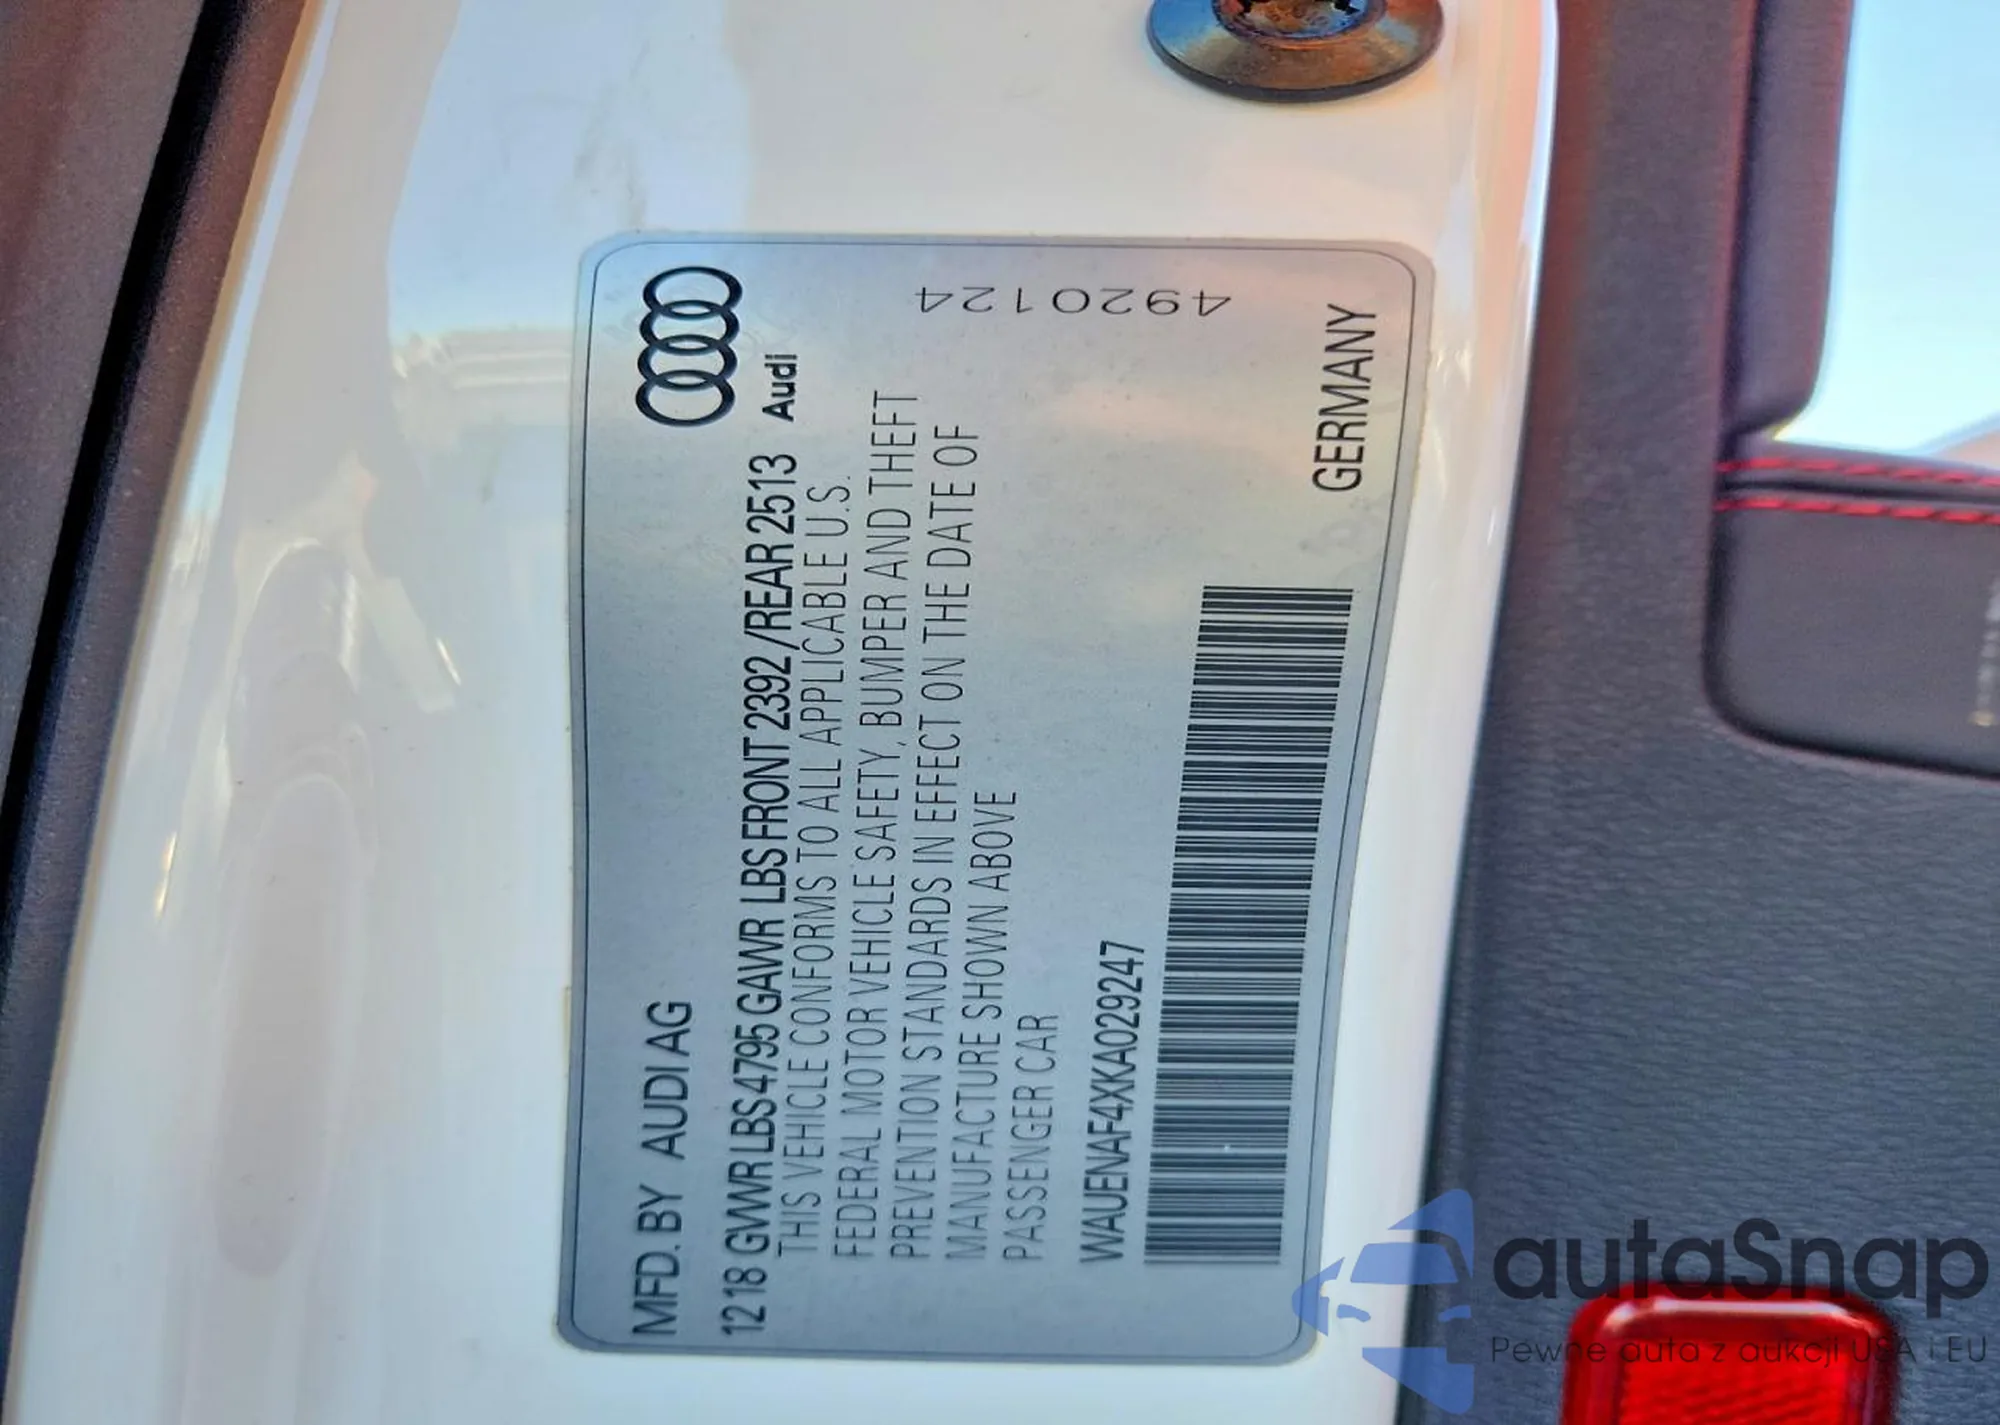 MFD. BY AUDI AG
12 18 GWWR LBS 4795 GAWR LBS FRONT 2392 / REAR 2513
Audi
THIS VEHICLE CONFORMS TO ALL APPLICABLE U.S.
FEDERAL MOTOR VEHICLE SAFETY, BUMPER AND THEFT
PREVENTION STANDARDS IN EFFECT ON THE DATE OF
MANUFACTURE SHOWN ABOVE
PASSENGER CAR
4920124
WAUENAF4XKA029247
GERMANY
autaSnap
Pewne auta z aukcji USA i EU